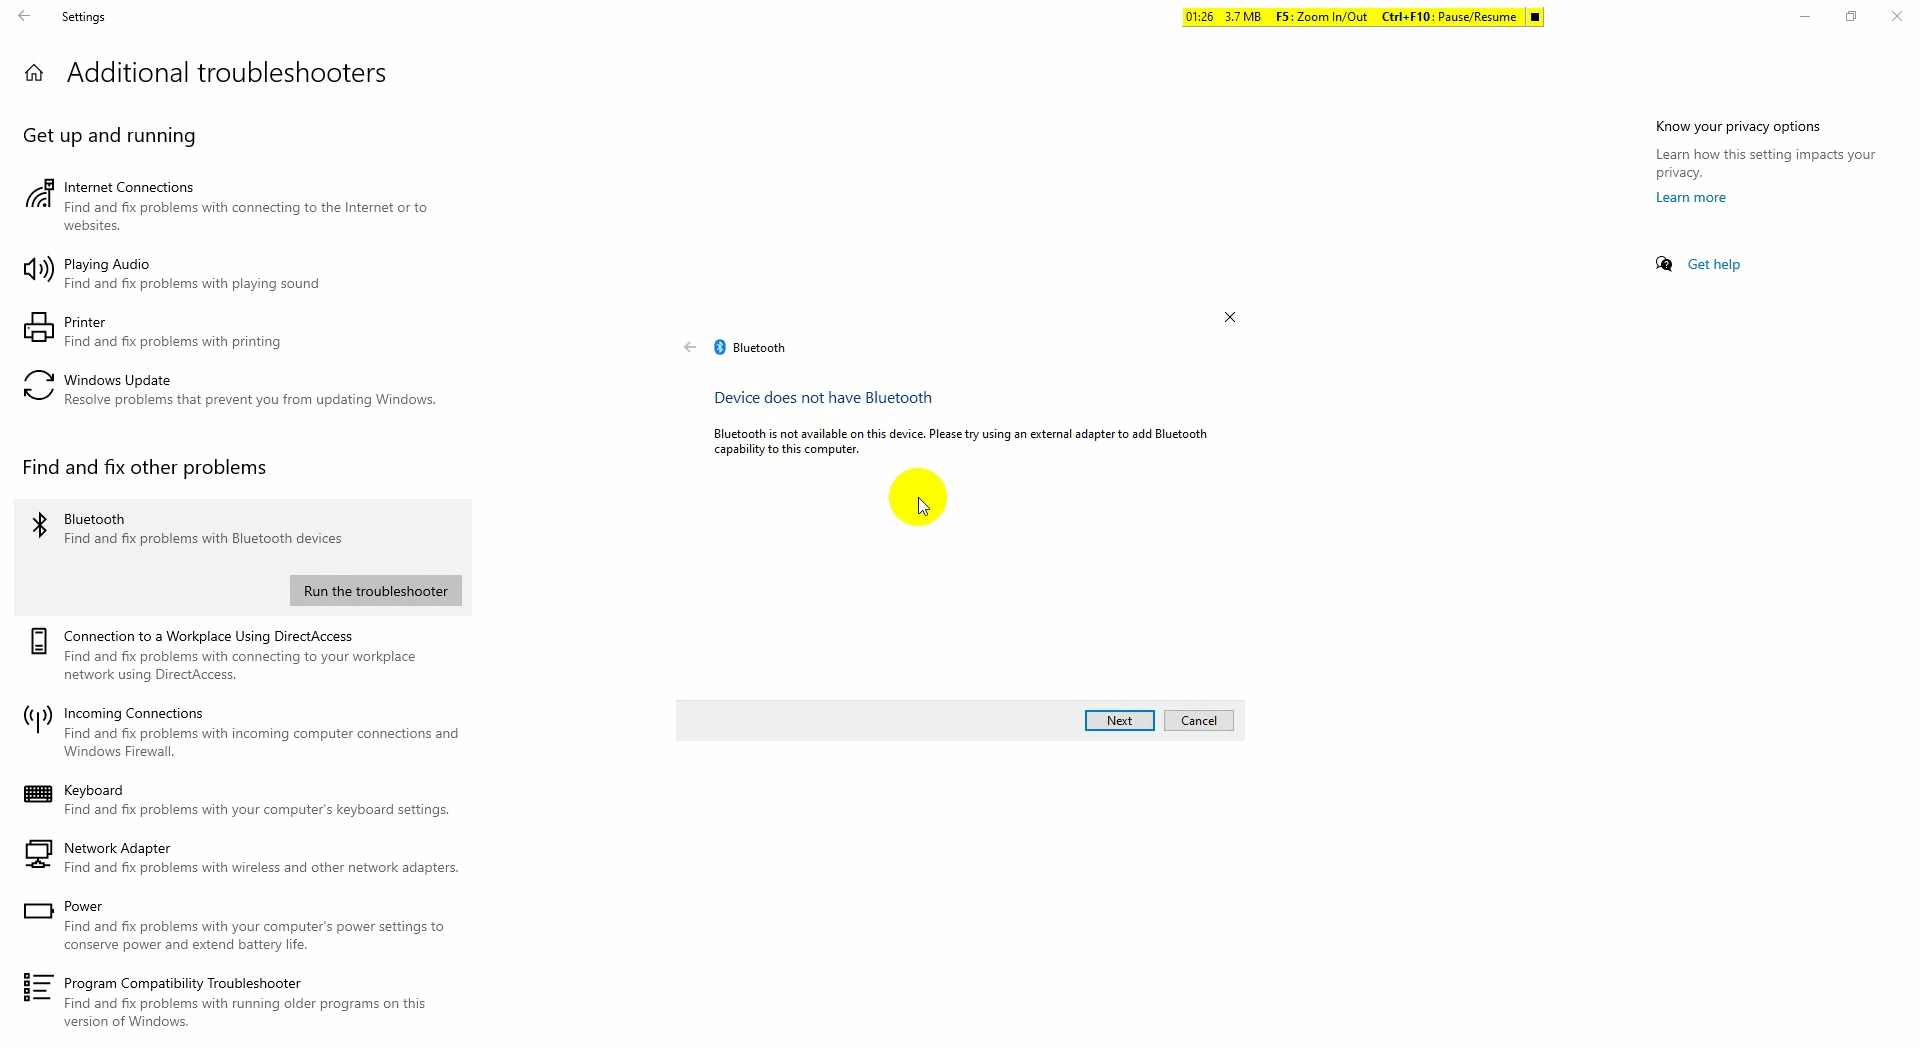 Settings
01:26 3.7 MB F5: Zoom In/Out Ctrl+F10: Pause/Resume
Additional troubleshooters
Get up and running
Internet Connections
Find and fix problems with connecting to the Internet or to
websites.
Playing Audio
Find and fix problems with playing sound
Printer
Find and fix problems with printing
Windows Update
Resolve problems that prevent you from updating Windows.
Find and fix other problems
Bluetooth
Find and fix problems with Bluetooth devices
Run the troubleshooter
Connection to a Workplace Using DirectAccess
Find and fix problems with connecting to your workplace
network using DirectAccess.
Incoming Connections
Find and fix problems with incoming computer connections and
Windows Firewall.
Keyboard
Find and fix problems with your computer's keyboard settings.
Network Adapter
Find and fix problems with wireless and other network adapters.
Power
Find and fix problems with your computer's power settings to
conserve power and extend battery life.
Program Compatibility Troubleshooter
Find and fix problems with running older programs on this
version of Windows.
Bluetooth
Device does not have Bluetooth
Bluetooth is not available on this device. Please try using an external adapter to add Bluetooth
capability to this computer.
Next Cancel
Know your privacy options
Learn how this setting impacts your
privacy.
Learn more
Get help